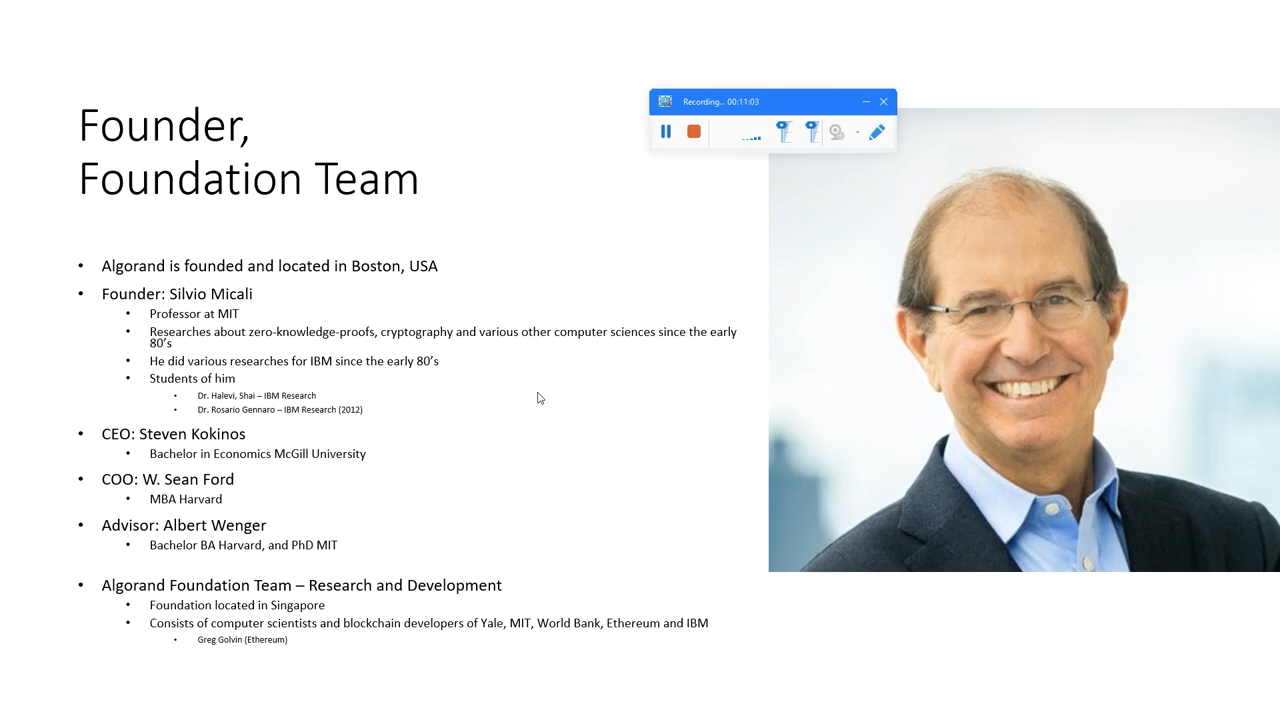 Recording... 00:11:03
Founder,
Foundation Team
• Algorand is founded and located in Boston, USA
• Founder: Silvio Micali
• Professor at MIT
• Researches about zero-knowledge-proofs, cryptography and various other computer sciences since the early
80’s
• He did various researches for IBM since the early 80’s
• Students of him
• Dr. Halevi, Shai – IBM Research
• Dr. Rosario Gennaro – IBM Research (2012)
• CEO: Steven Kokinos
• Bachelor in Economics McGill University
• COO: W. Sean Ford
• MBA Harvard
• Advisor: Albert Wenger
• Bachelor BA Harvard, and PhD MIT
• Algorand Foundation Team – Research and Development
• Foundation located in Singapore
• Consists of computer scientists and blockchain developers of Yale, MIT, World Bank, Ethereum and IBM
• Greg Golvin (Ethereum)